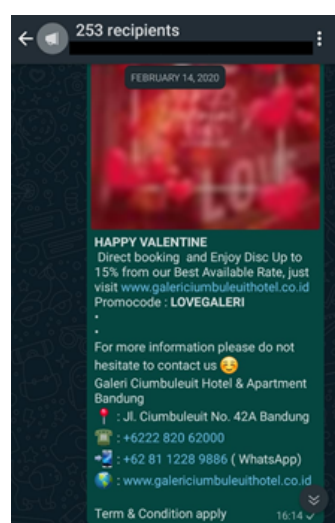 253 recipients
FEBRUARY 14, 2020
LOVE
HAPPY VALENTINE
Direct booking and Enjoy Disc Up to
15% from our Best Available Rate, just
visit www.galericiumbuleuithotel.co.id
Promocode : LOVEGALERI
•
•
For more information please do not
hesitate to contact us 😊
Galeri Ciumbuleuit Hotel & Apartment
Bandung
📍 : Jl. Ciumbuleuit No. 42A Bandung
☎️ : +6222 820 62000
📲 : +62 81 1228 9886 ( WhatsApp)
🌍 : www.galericiumbuleuithotel.co.id
Term & Condition apply
16:14 ✓